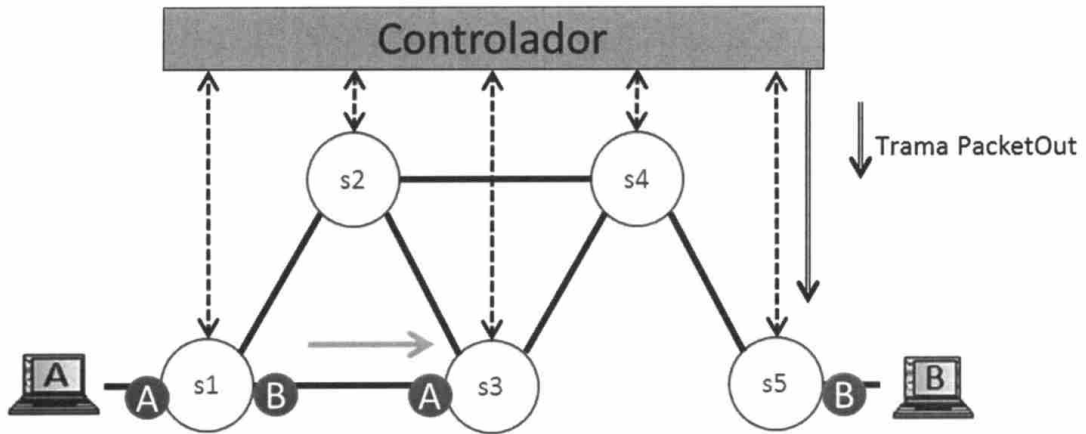 Controlador
Trama PacketOut
s2
s4
A
A
s1
B
A
s3
s5
B
B